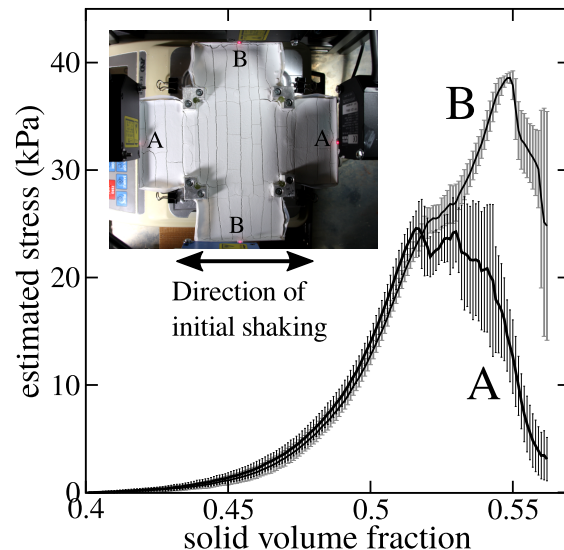 estimated stress (kPa)
40
30
20
10
0
B
A
A
B
Direction of
initial shaking
B
A
0.4
0.45
0.5
0.55
solid volume fraction